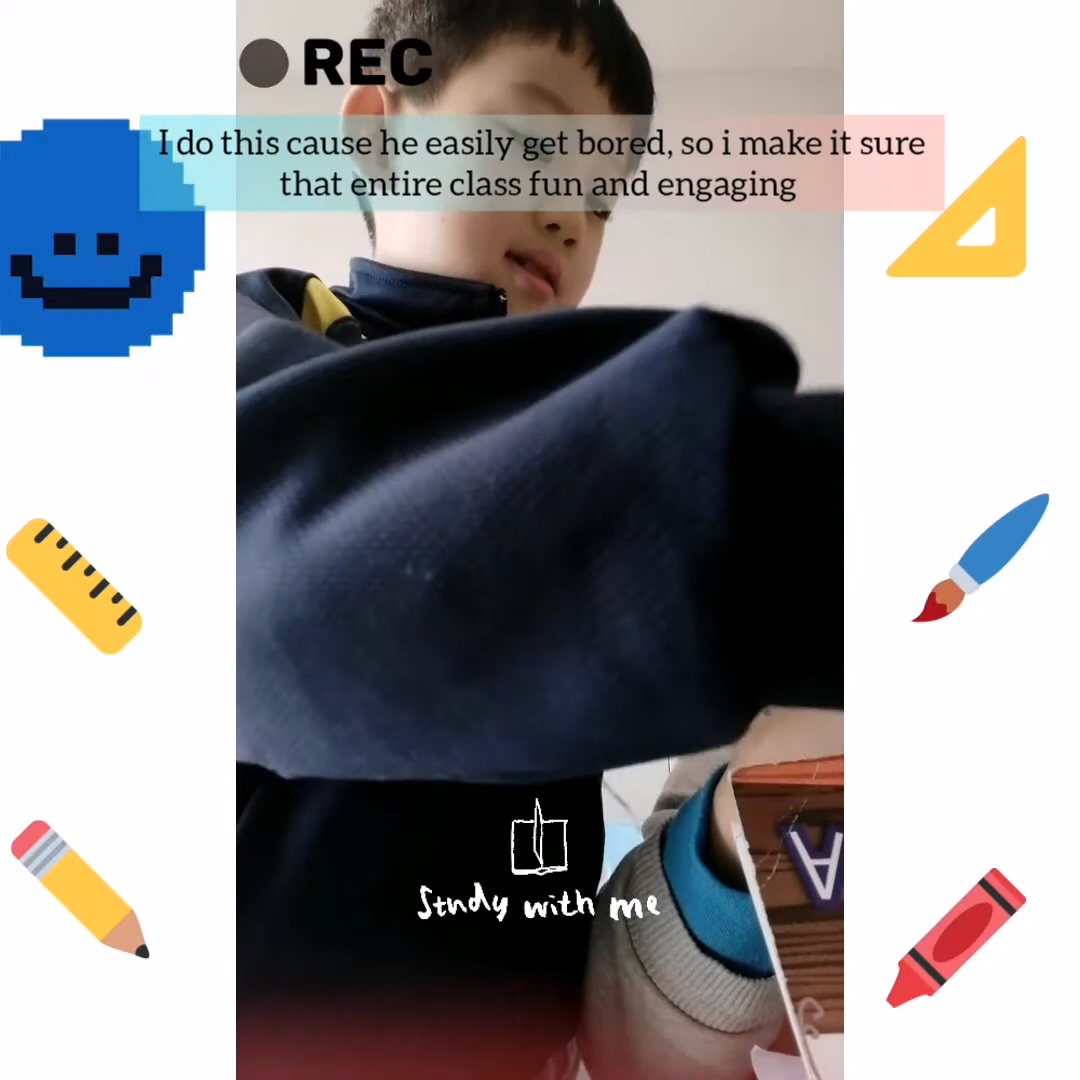 REC
I do this cause he easily get bored, so i make it sure
that entire class fun and engaging
Study with me